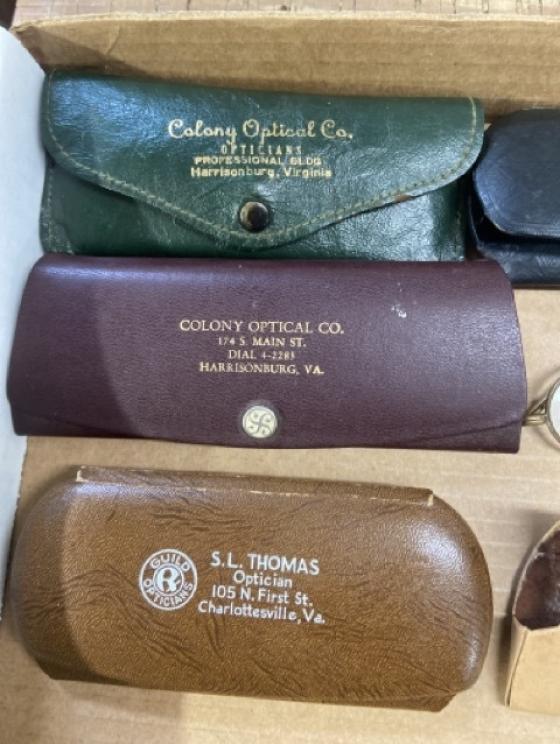 Colony Optical Co.
OPTICIANS
PROFESSIONAL BLDG
Harrisonburg, Virginia
COLONY OPTICAL CO.
174 S. MAIN ST.
DIAL 4-2283
HARRISONBURG, VA.
GUILD
R
OPTICIANS
S.L. THOMAS
Optician
105 N. First St.
Charlottesville, Va.